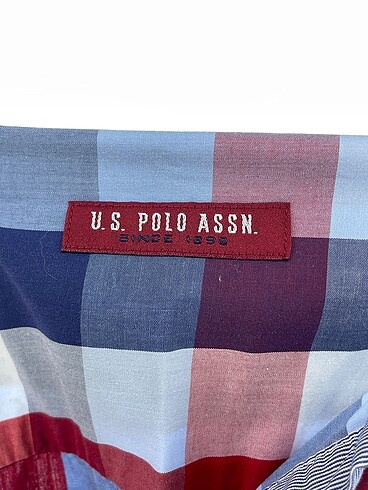 U.S. POLO ASSN.
SINCE 1890